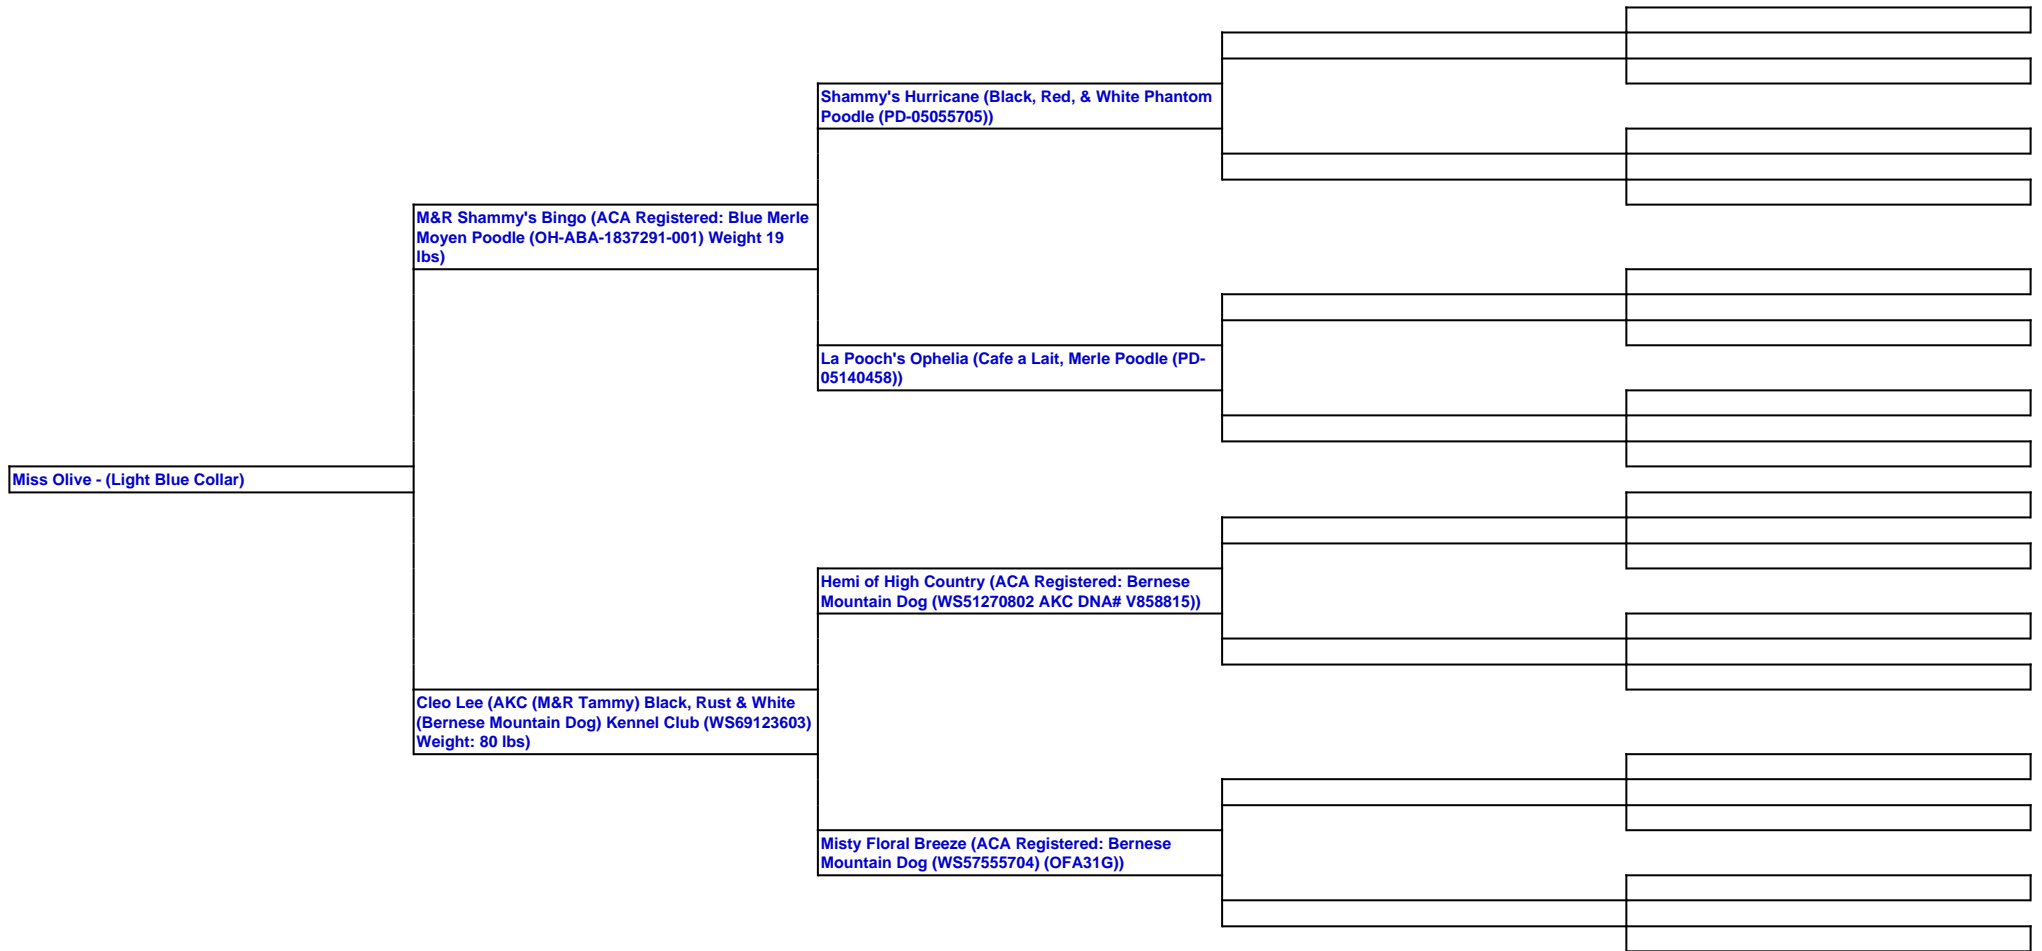 Shammy's Hurricane (Black, Red, & White Phantom
Poodle (PD-05055705))
M&R Shammy's Bingo (ACA Registered: Blue Merle
Moyen Poodle (OH-ABA-1837291-001) Weight 19
lbs)
La Pooch's Ophelia (Cafe a Lait, Merle Poodle (PD-
05140458))
Miss Olive - (Light Blue Collar)
Hemi of High Country (ACA Registered: Bernese
Mountain Dog (WS51270802 AKC DNA# V858815))
Cleo Lee (AKC (M&R Tammy) Black, Rust & White
(Bernese Mountain Dog) Kennel Club (WS69123603)
Weight: 80 lbs)
Misty Floral Breeze (ACA Registered: Bernese
Mountain Dog (WS57555704) (OFA31G))